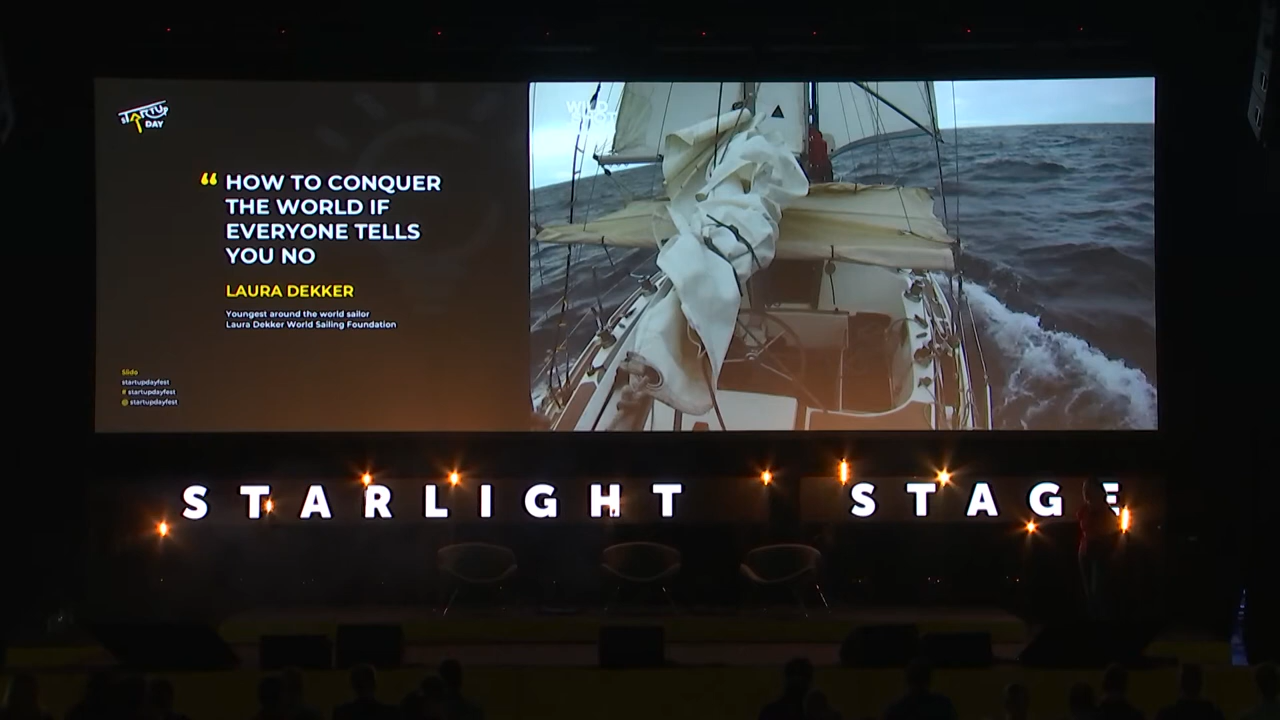 STARTUP
DAY
“ HOW TO CONQUER
THE WORLD IF
EVERYONE TELLS
YOU NO
LAURA DEKKER
Youngest around the world sailor
Laura Dekker World Sailing Foundation
Slido
startupdayfest
# startupdayfest
@ startupdayfest
WILD
STARLIGHT STAGE